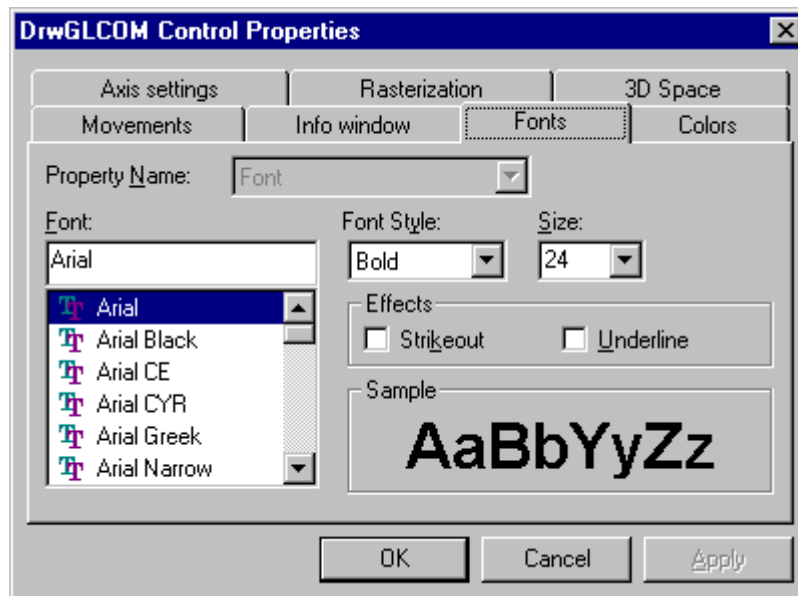 DrwGLCOM Control Properties
Axis settings Rasterization 3D Space
Movements Info window Fonts Colors
Property Name: Font
Font: Font Style: Size:
Arial Bold 24
Arial
Arial Black
Arial CE
Arial CYR
Arial Greek
Arial Narrow
Effects
Strikeout Underline
Sample
AaBbYyZz
OK Cancel Apply